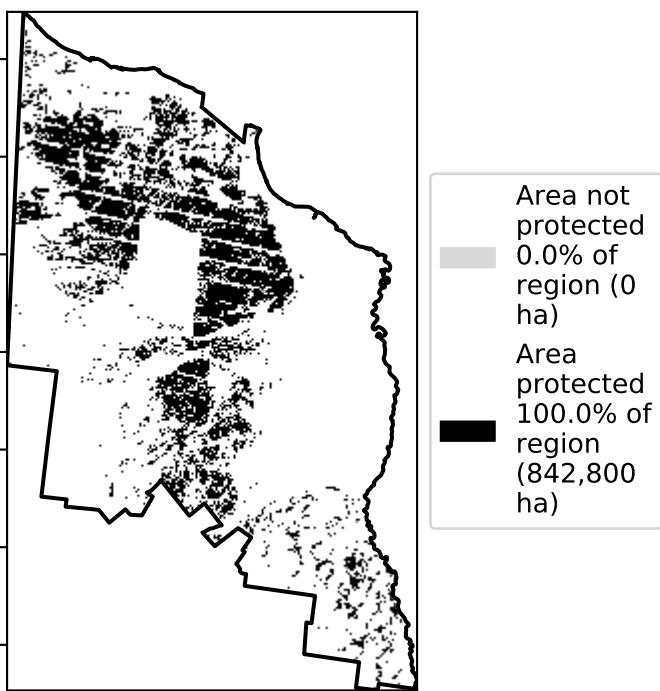 Area not
protected
0.0% of
region (0
ha)
Area
protected
100.0% of
region
(842,800
ha)